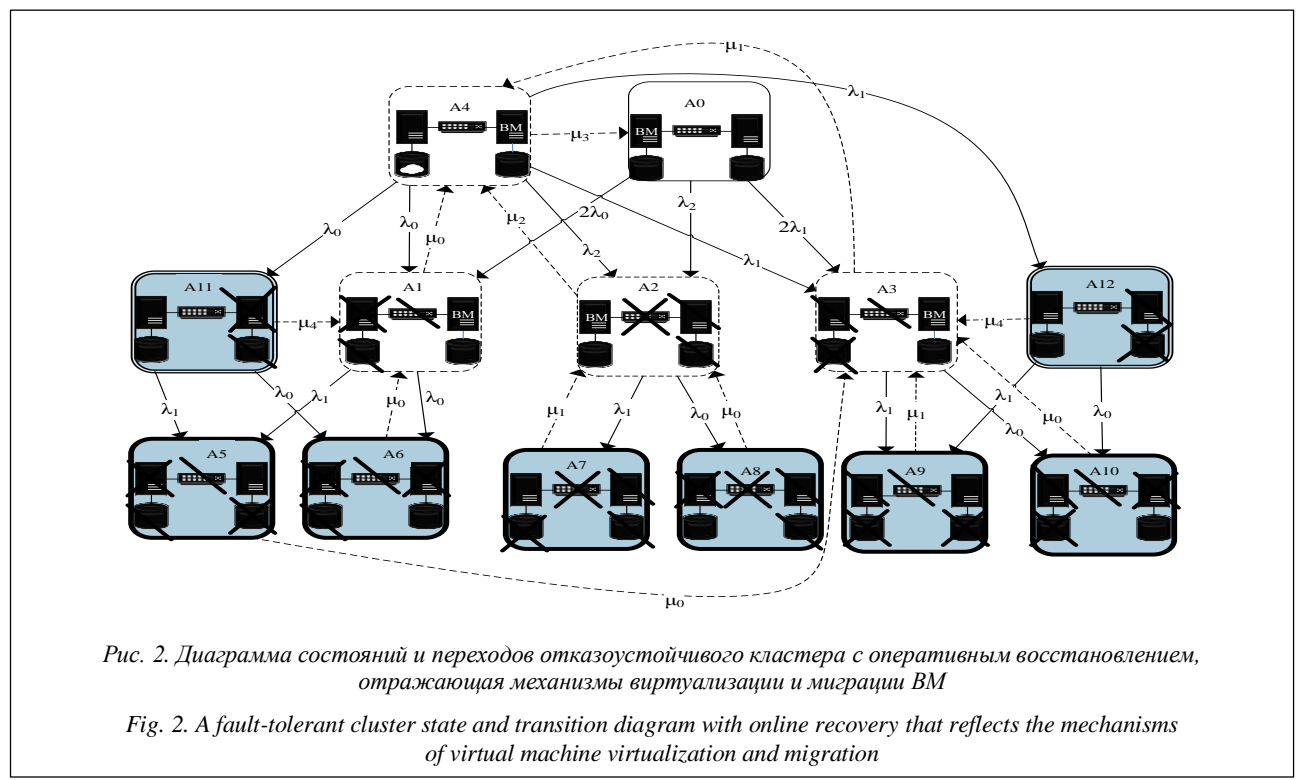 μ₁
A4
A0
λ₁
BM
μ₃
BM
λ₀
λ₀
μ₀
μ₂
2λ₀
λ₂
2λ₁
λ₂
λ₁
A11
A1
A2
A3
A12
BM
BM
BM
μ₄
μ₄
λ₁
λ₀
λ₁
μ₀
λ₀
μ₁
λ₁
λ₀
μ₀
λ₁
μ₁
λ₀
λ₁
μ₀
λ₀
A5
A6
A7
A8
A9
A10
μ₀
Рис. 2. Диаграмма состояний и переходов отказоустойчивого кластера с оперативным восстановлением,
отражающая механизмы виртуализации и миграции ВМ
Fig. 2. A fault-tolerant cluster state and transition diagram with online recovery that reflects the mechanisms
of virtual machine virtualization and migration